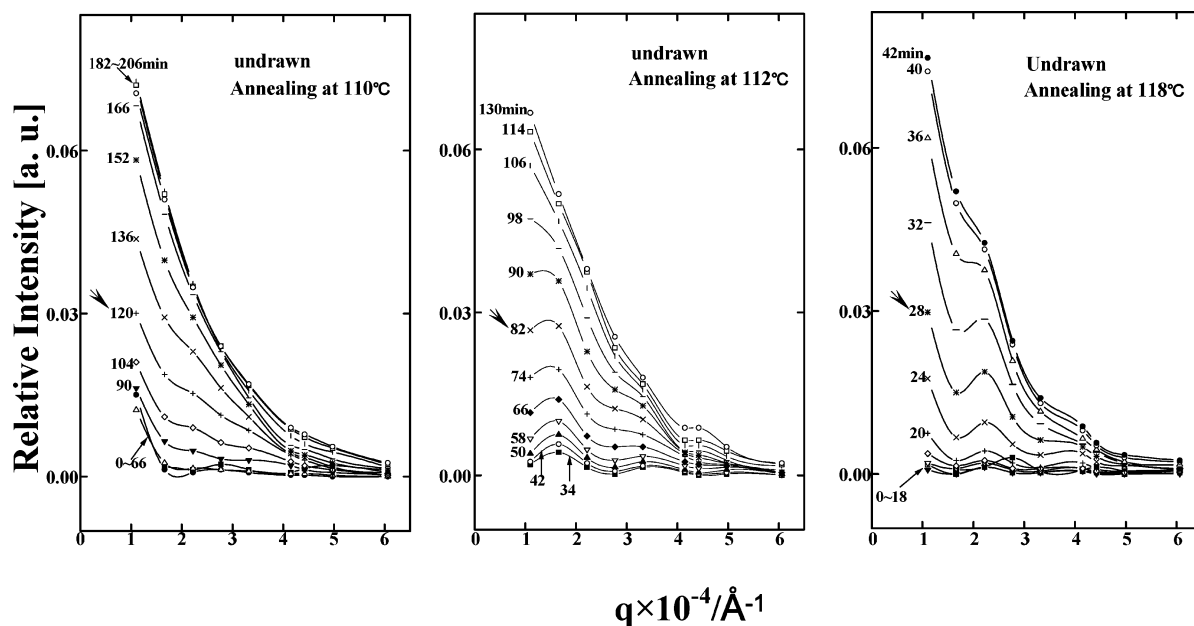 Relative Intensity [a. u.]
undrawn
Annealing at 110℃
182~206min
166
152
136
120
104
90
0~66
0.06
0.03
0.00
0 1 2 3 4 5 6
undrawn
Annealing at 112℃
130min
114
106
98
90
82
74
66
58
50
42
34
0.06
0.03
0.00
0 1 2 3 4 5 6
Undrawn
Annealing at 118℃
42min
40
36
32
28
24
20
0~18
0.06
0.03
0.00
0 1 2 3 4 5 6
q×10⁻⁴/Å⁻¹